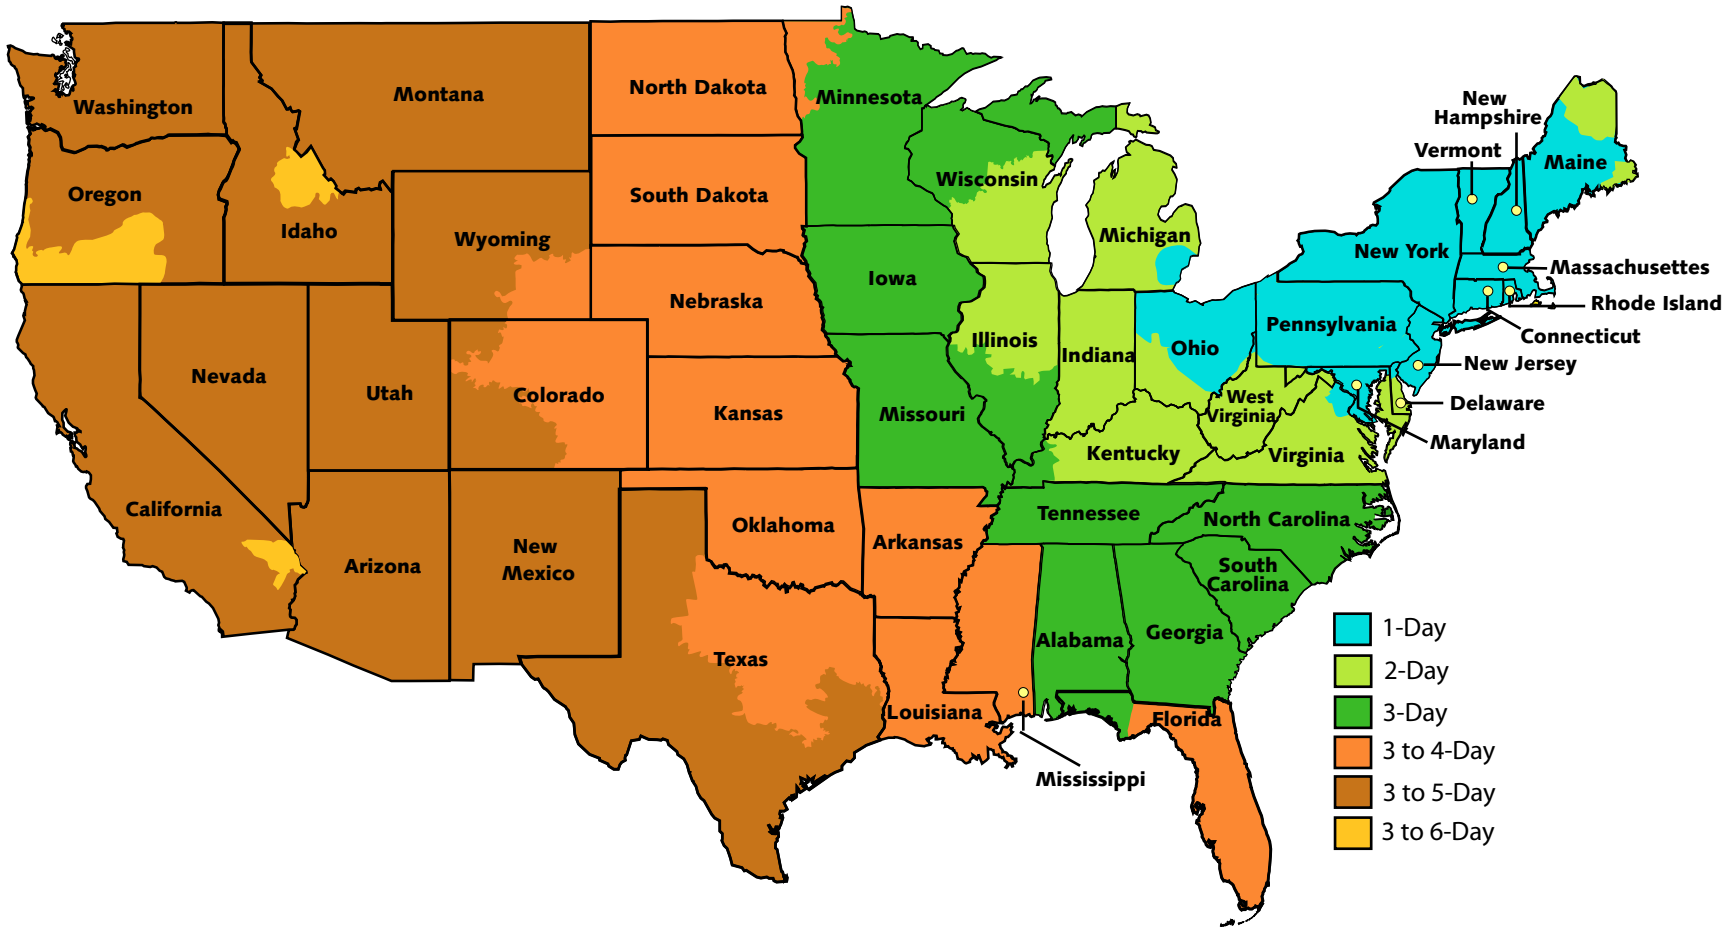 Washington
Montana
North Dakota
Minnesota
New
Hampshire
Vermont
Maine
Oregon
Idaho
Wyoming
South Dakota
Wisconsin
Michigan
New York
Massachusettes
Rhode Island
Connecticut
Nebraska
Iowa
Illinois
Indiana
Ohio
Pennsylvania
New Jersey
Nevada
Utah
Colorado
Kansas
Missouri
West
Virginia
Delaware
Maryland
Kentucky
Virginia
California
Arizona
New
Mexico
Oklahoma
Arkansas
Tennessee
North Carolina
South
Carolina
Texas
Louisiana
Alabama
Georgia
Florida
Mississippi
1-Day
2-Day
3-Day
3 to 4-Day
3 to 5-Day
3 to 6-Day